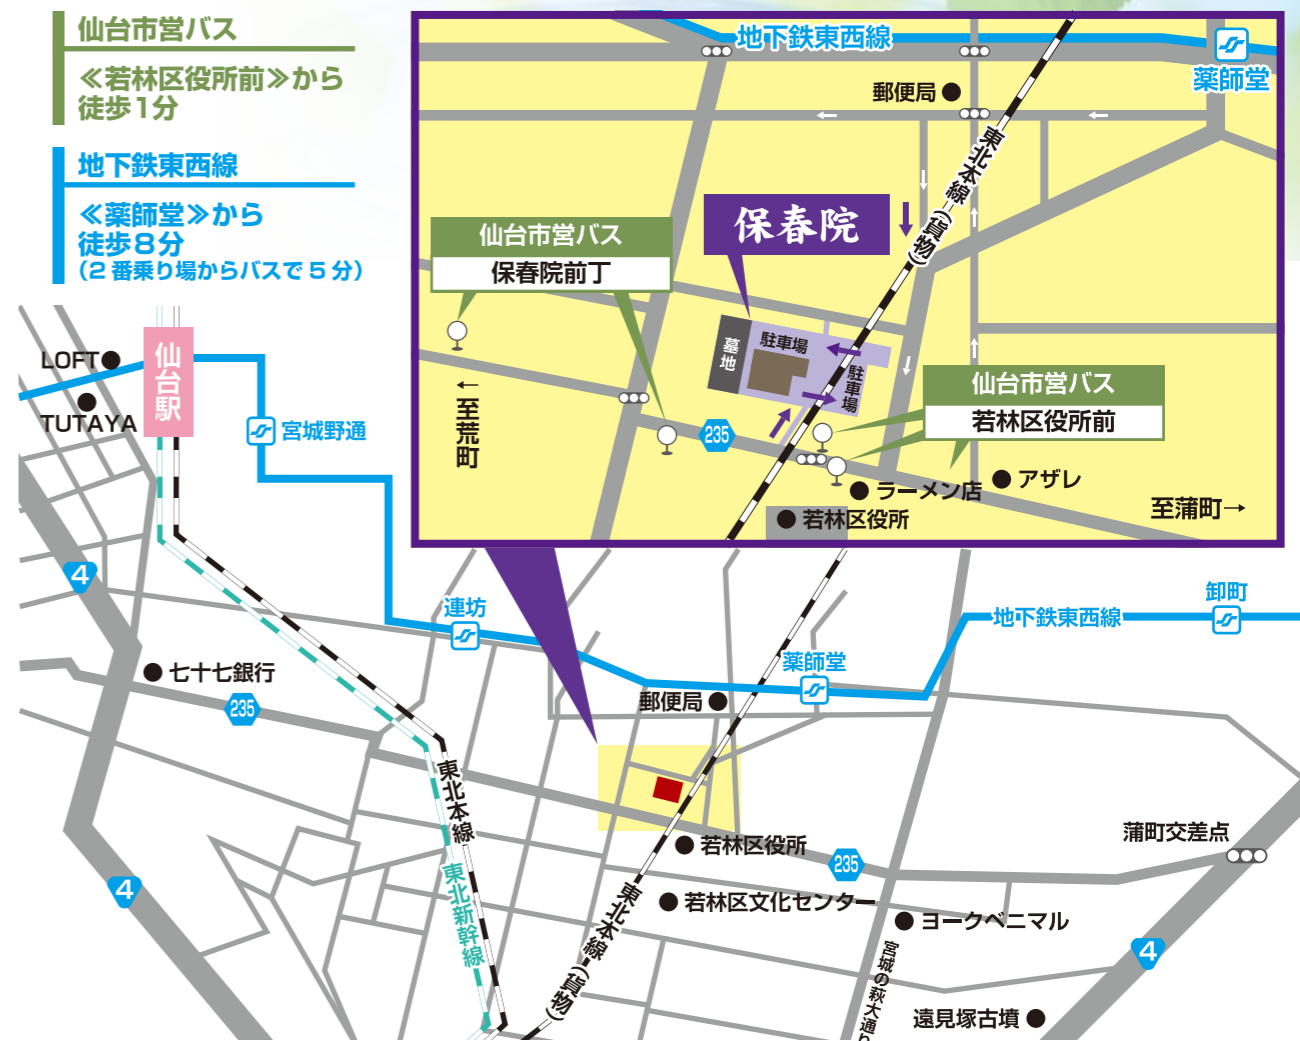 仙台市営バス
≪若林区役所前≫から
徒歩1分
地下鉄東西線
≪薬師堂≫から
徒歩8分
（2番乗り場からバスで5分）
地下鉄東西線
薬師堂
郵便局
東北本線（貨物）
保春院
仙台市営バス
保春院前丁
墓地
駐車場
駐車場
仙台市営バス
若林区役所前
←至荒町
235
ラーメン店
アザレ
若林区役所
至蒲町→
LOFT
仙台駅
TUTAYA
宮城野通
4
連坊
地下鉄東西線
卸町
薬師堂
七十七銀行
235
郵便局
東北本線
東北新幹線
若林区役所
235
蒲町交差点
4
若林区文化センター
ヨークベニマル
東北本線（貨物）
宮城の萩大通り
4
遠見塚古墳